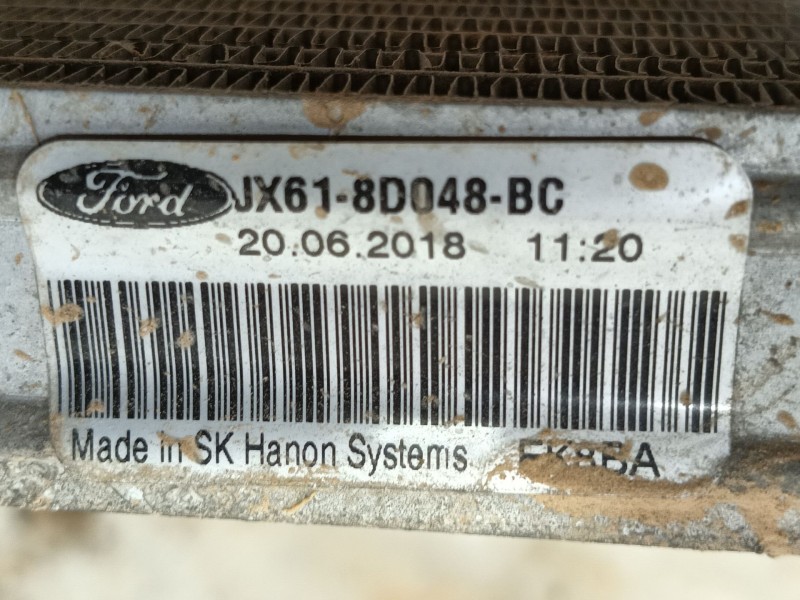 Ford JX61-8D048-BC
20.06.2018 11:20
Made in SK Hanon Systems